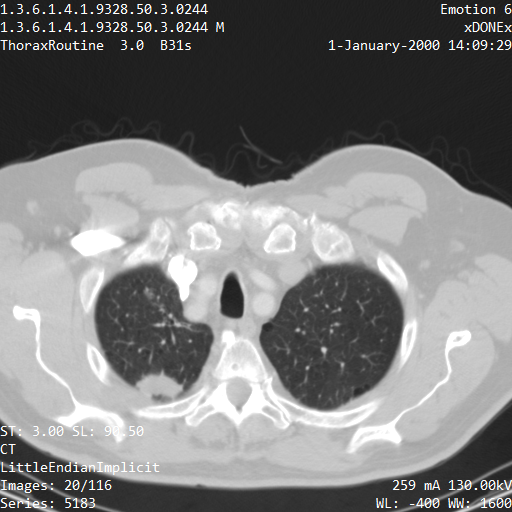 1.3.6.1.4.1.9328.50.3.0244
Emotion 6
1.3.6.1.4.1.9328.50.3.0244 M
xDONEx
ThoraxRoutine 3.0 B31s
1-January-2000 14:09:29
ST: 3.00 SL: 90.50
CT
LittleEndianImplicit
Images: 20/116
259 mA 130.00kV
Series: 5183
WL: -400 WW: 1600